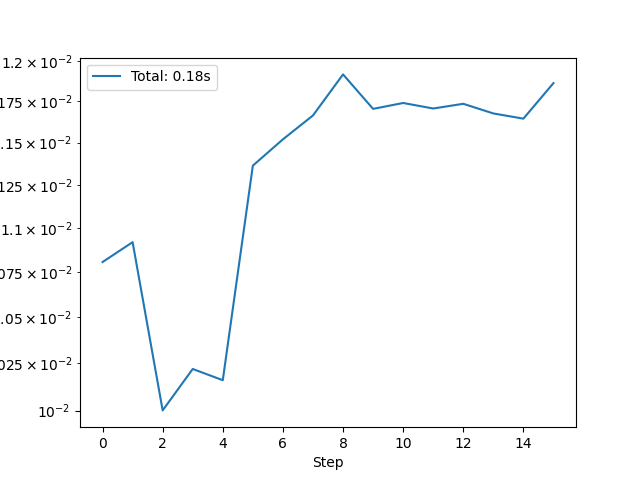 Total: 0.18s
1.2 × 10⁻²
175 × 10⁻²
.15 × 10⁻²
125 × 10⁻²
1.1 × 10⁻²
075 × 10⁻²
.05 × 10⁻²
025 × 10⁻²
10⁻²
0 2 4 6 8 10 12 14
Step